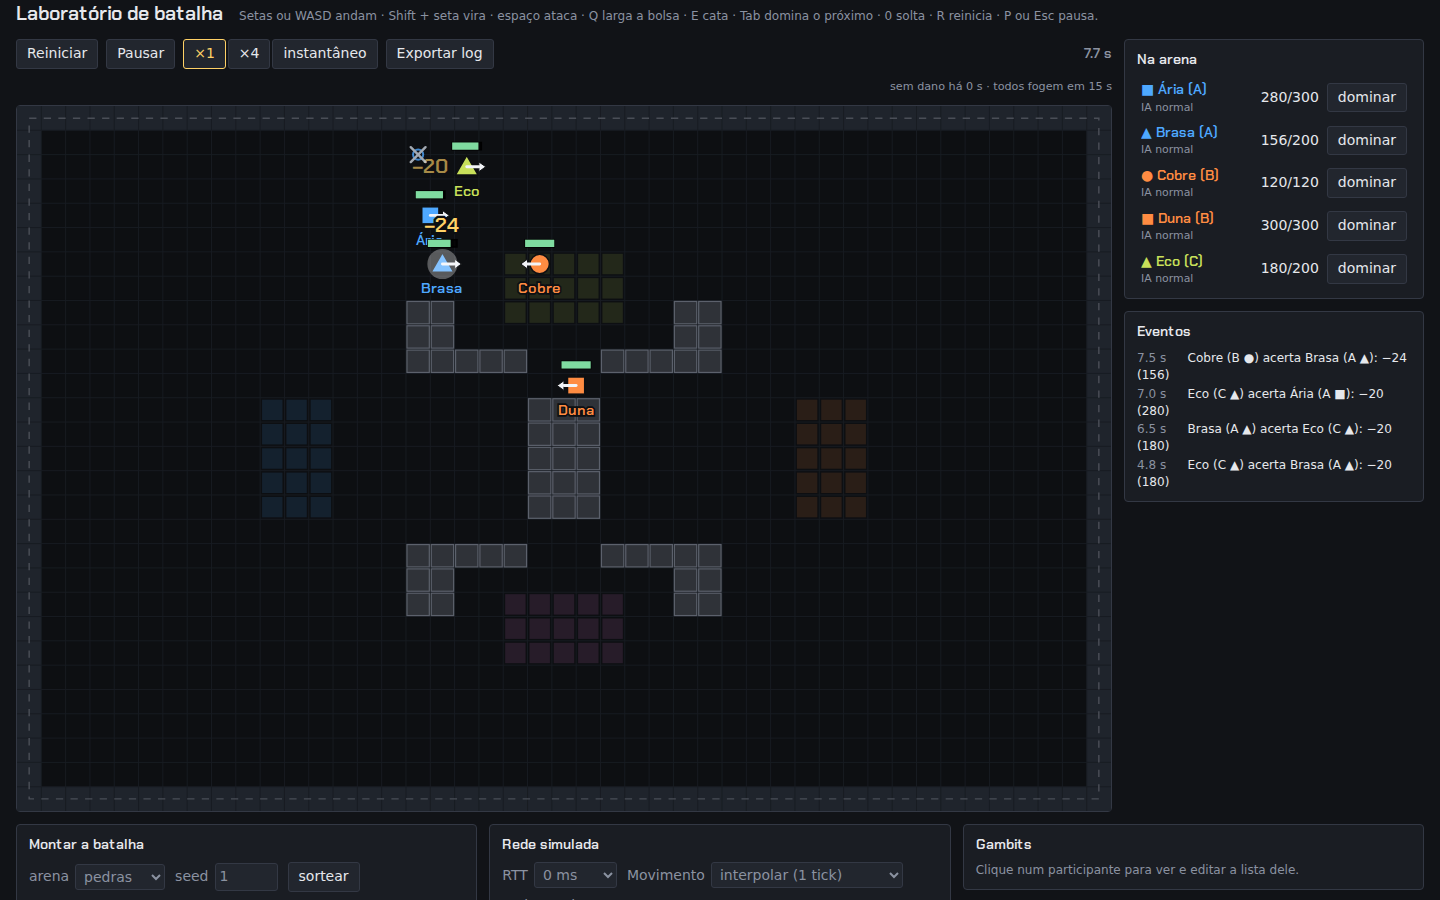 Laboratório de batalha
Setas ou WASD andam · Shift + seta vira · espaço ataca · Q larga a bolsa · E cata · Tab domina o próximo · 0 solta · R reinicia · P ou Esc pausa.
Reiniciar
Pausar
×1
×4
instantâneo
Exportar log
7.7 s
sem dano há 0 s · todos fogem em 15 s
−20
Eco
−24
Brasa
Cobre
Duna
Na arena
■ Ária (A)
IA normal
280/300
dominar
▲ Brasa (A)
IA normal
156/200
dominar
● Cobre (B)
IA normal
120/120
dominar
■ Duna (B)
IA normal
300/300
dominar
▲ Eco (C)
IA normal
180/200
dominar
Eventos
7.5 s Cobre (B ●) acerta Brasa (A ▲): −24
(156)
7.0 s Eco (C ▲) acerta Ária (A ■): −20
(280)
6.5 s Brasa (A ▲) acerta Eco (C ▲): −20
(180)
4.8 s Eco (C ▲) acerta Brasa (A ▲): −20
(180)
Montar a batalha
arena pedras seed 1 sortear
Rede simulada
RTT 0 ms Movimento interpolar (1 tick)
Gambits
Clique num participante para ver e editar a lista dele.